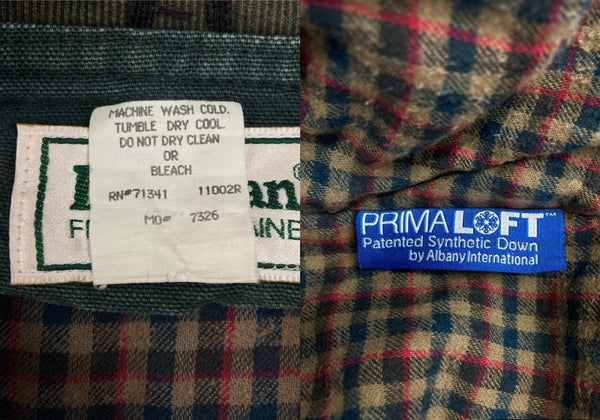 MACHINE WASH COLD.
TUMBLE DRY COOL.
DO NOT DRY CLEAN
OR
BLEACH
RN#71341 11002R
MO# 7326
PRIMALOFT™
Patented Synthetic Down
by Albany International